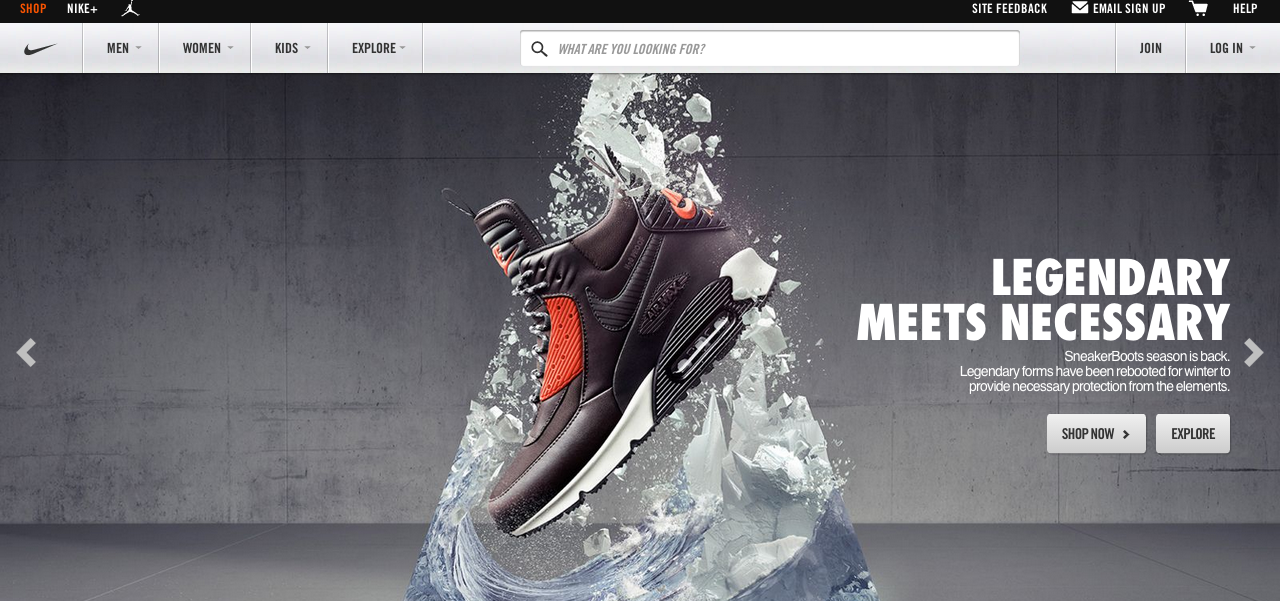 SHOP NIKE+ SITE FEEDBACK EMAIL SIGN UP HELP
MEN WOMEN KIDS EXPLORE WHAT ARE YOU LOOKING FOR? JOIN LOG IN
AIR MAX
LEGENDARY
MEETS NECESSARY
SneakerBoots season is back.
Legendary forms have been rebooted for winter to
provide necessary protection from the elements.
SHOP NOW EXPLORE